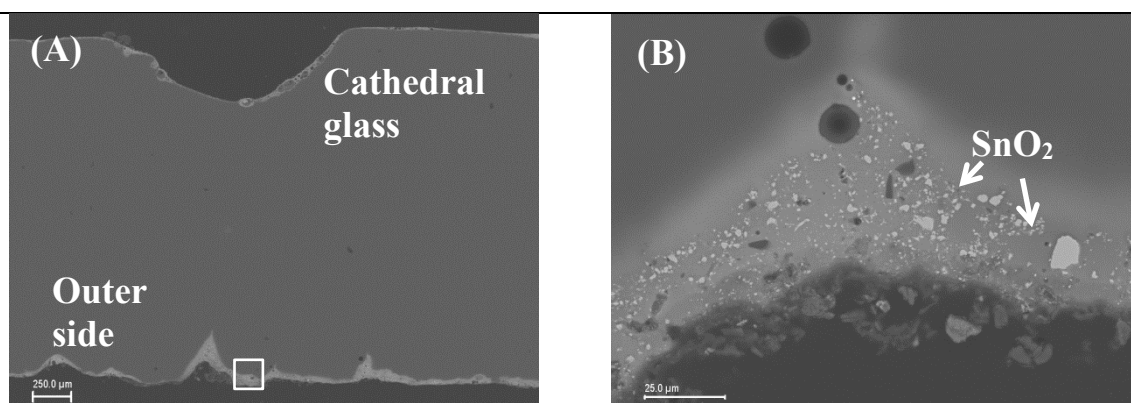 (A)
Cathedral
glass
Outer
side
250.0 µm
(B)
SnO₂
25.0 µm